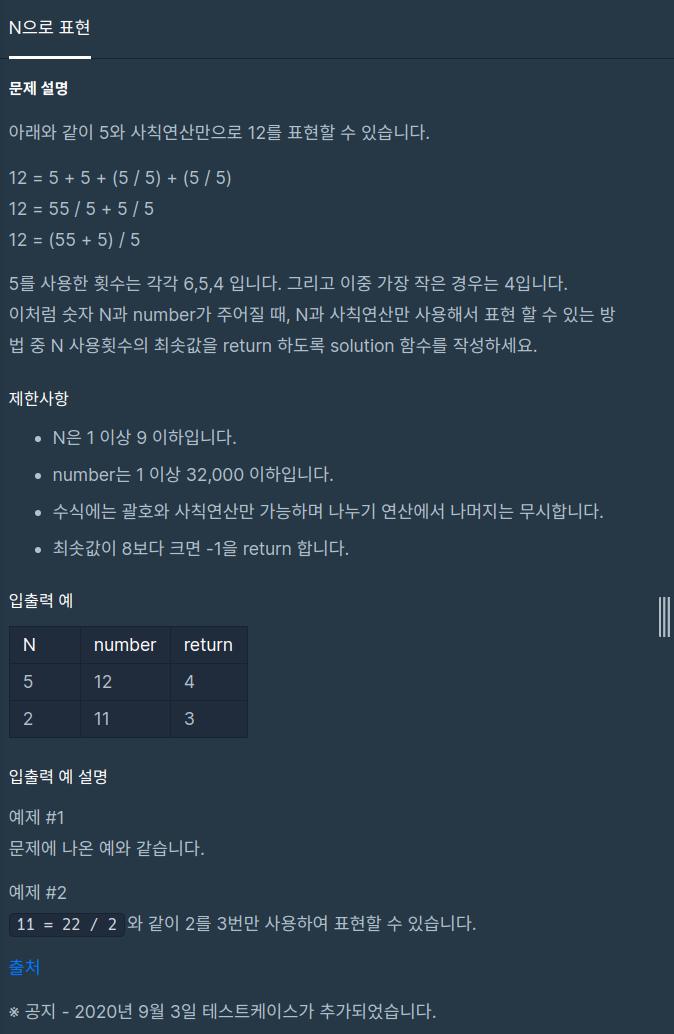 N으로 표현
문제 설명
아래와 같이 5와 사칙연산만으로 12를 표현할 수 있습니다.
12 = 5 + 5 + (5 / 5) + (5 / 5)
12 = 55 / 5 + 5 / 5
12 = (55 + 5) / 5
5를 사용한 횟수는 각각 6,5,4 입니다. 그리고 이중 가장 작은 경우는 4입니다.
이처럼 숫자 N과 number가 주어질 때, N과 사칙연산만 사용해서 표현 할 수 있는 방
법 중 N 사용횟수의 최솟값을 return 하도록 solution 함수를 작성하세요.
제한사항
• N은 1 이상 9 이하입니다.
• number는 1 이상 32,000 이하입니다.
• 수식에는 괄호와 사칙연산만 가능하며 나누기 연산에서 나머지는 무시합니다.
• 최솟값이 8보다 크면 -1을 return 합니다.
입출력 예
N number return
5 12 4
2 11 3
입출력 예 설명
예제 #1
문제에 나온 예와 같습니다.
예제 #2
11 = 22 / 2 와 같이 2를 3번만 사용하여 표현할 수 있습니다.
출처
※ 공지 - 2020년 9월 3일 테스트케이스가 추가되었습니다.